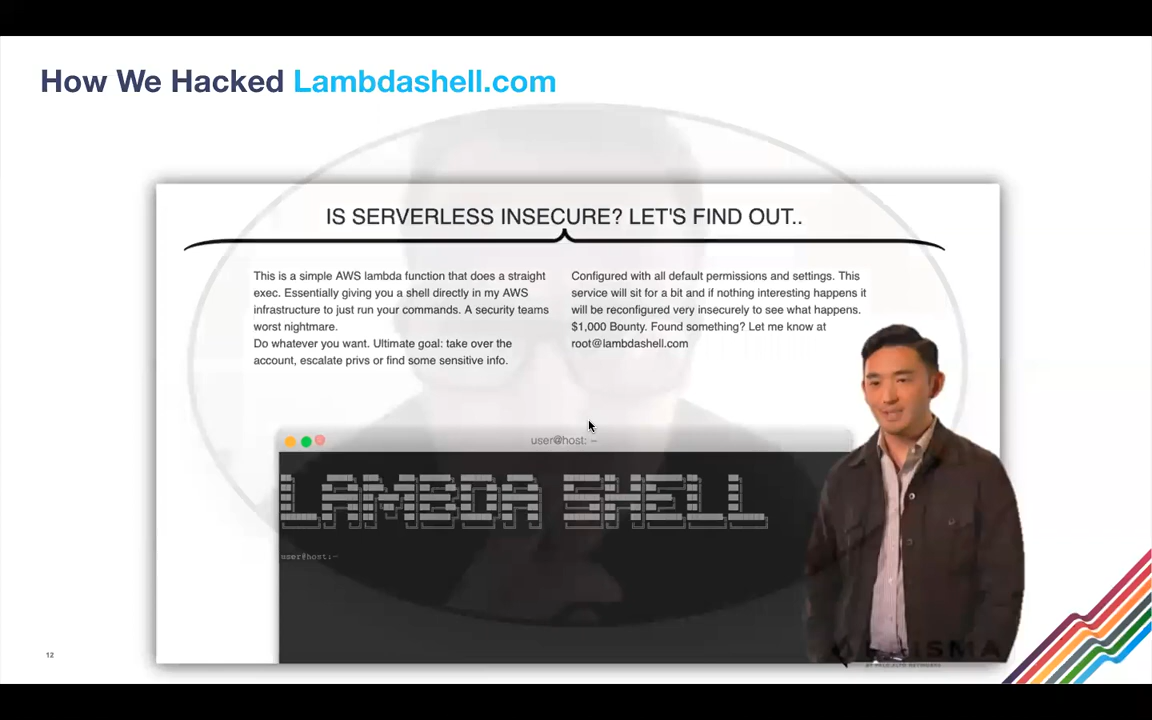 How We Hacked Lambdashell.com
IS SERVERLESS INSECURE? LET'S FIND OUT..
This is a simple AWS lambda function that does a straight
exec. Essentially giving you a shell directly in my AWS
infrastructure to just run your commands. A security teams
worst nightmare.
Do whatever you want. Ultimate goal: take over the
account, escalate privs or find some sensitive info.
Configured with all default permissions and settings. This
service will sit for a bit and if nothing interesting happens it
will be reconfigured very insecurely to see what happens.
$1,000 Bounty. Found something? Let me know at
root@lambdashell.com
user@host: ~
LAMBDA SHELL
user@host:~
12
PRISMA
BY PALO ALTO NETWORKS